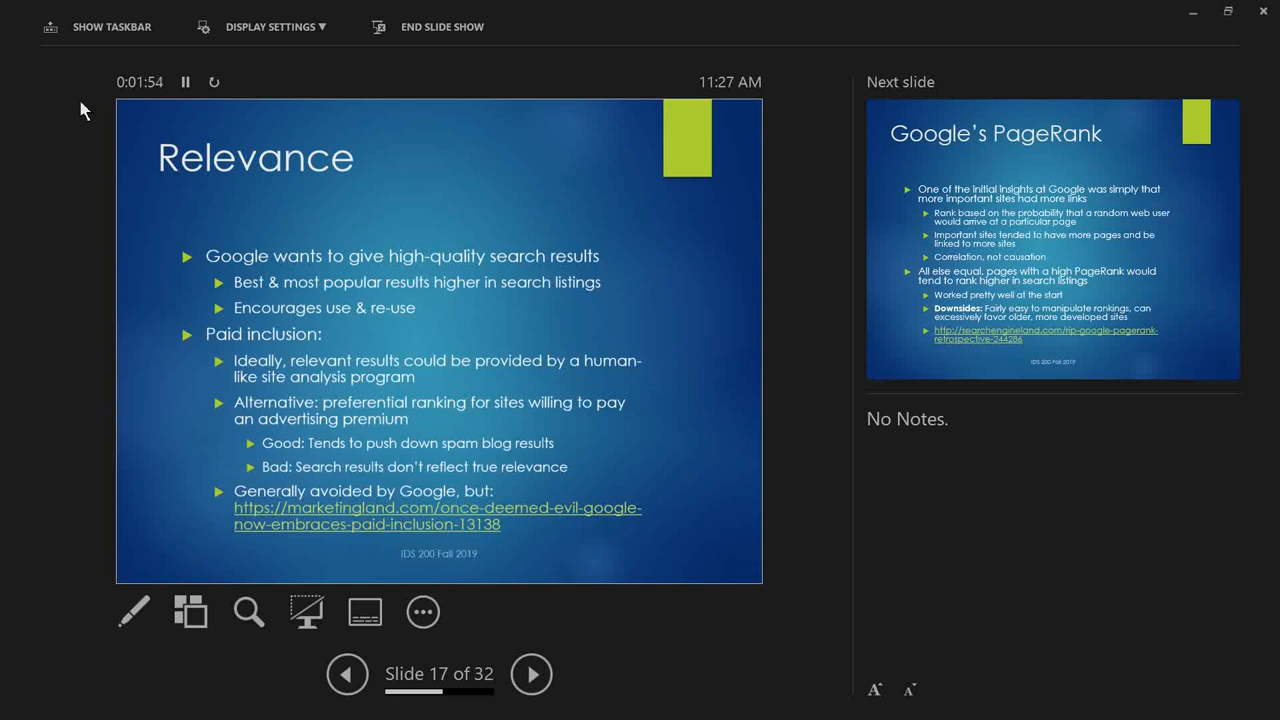 SHOW TASKBAR
DISPLAY SETTINGS ▼
END SLIDE SHOW
0:01:54
11:27 AM
Relevance
Google wants to give high-quality search results
Best & most popular results higher in search listings
Encourages use & re-use
Paid inclusion:
Ideally, relevant results could be provided by a human-
like site analysis program
Alternative: preferential ranking for sites willing to pay
an advertising premium
Good: Tends to push down spam blog results
Bad: Search results don't reflect true relevance
Generally avoided by Google, but:
https://marketingland.com/once-deemed-evil-google-
now-embraces-paid-inclusion-13138
IDS 200 Fall 2019
Slide 17 of 32
Next slide
Google's PageRank
One of the initial insights at Google was simply that
more important sites had more links
Rank based on the probability that a random web user
would arrive at a particular page
Important sites tended to have more pages and be
linked to more sites
Correlation, not causation
All else equal, pages with a high PageRank would
tend to rank higher in search listings
Worked pretty well at the start
Downsides: Fairly easy to manipulate rankings, can
excessively favor older, more developed sites
http://searchengineland.com/rip-google-pagerank-
retrospective-244286
IDS 200 Fall 2019
No Notes.
A A